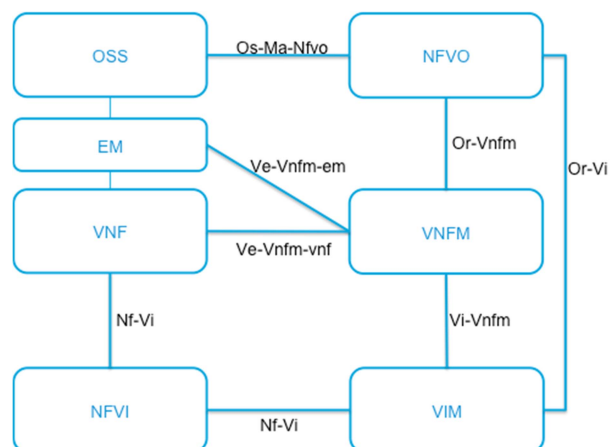 OSS
Os-Ma-Nfvo
NFVO
EM
Ve-Vnfm-em
Or-Vnfm
Or-Vi
VNF
Ve-Vnfm-vnf
VNFM
Nf-Vi
Vi-Vnfm
NFVI
Nf-Vi
VIM